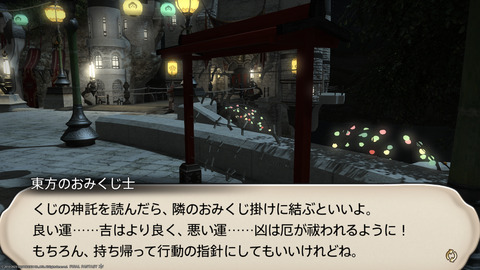 東方のおみくじ士
くじの神託を読んだら、隣のおみくじ掛けに結ぶといいよ。
良い運……吉はより良く、悪い運……凶は厄が祓われるように！
もちろん、持ち帰って行動の指針にしてもいいけれどね。